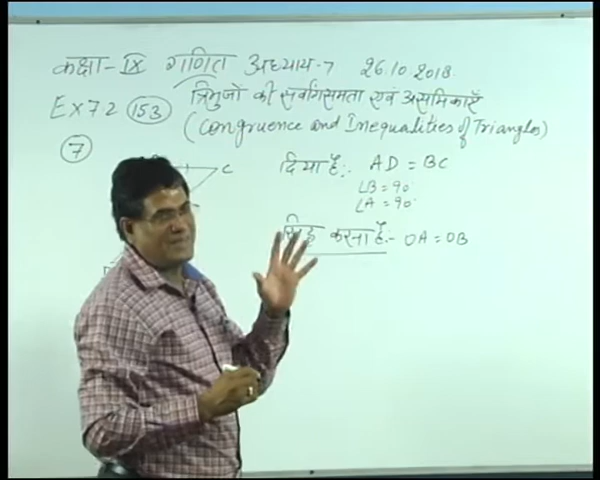 कक्षा-IX गणित अध्याय-7 26.10.2018.
Ex 7.2 (153) त्रिभुजों की सर्वांगसमता एवं असमिकाएँ
(Congruence and Inequalities of Triangles)
7
C
दिया है:- AD = BC
∠B = 90°
∠A = 90°
करना है:- OA = OB